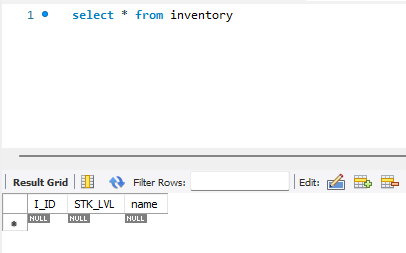 1 select * from inventory
Result Grid Filter Rows: Edit:
I_ID STK_LVL name
NULL NULL NULL